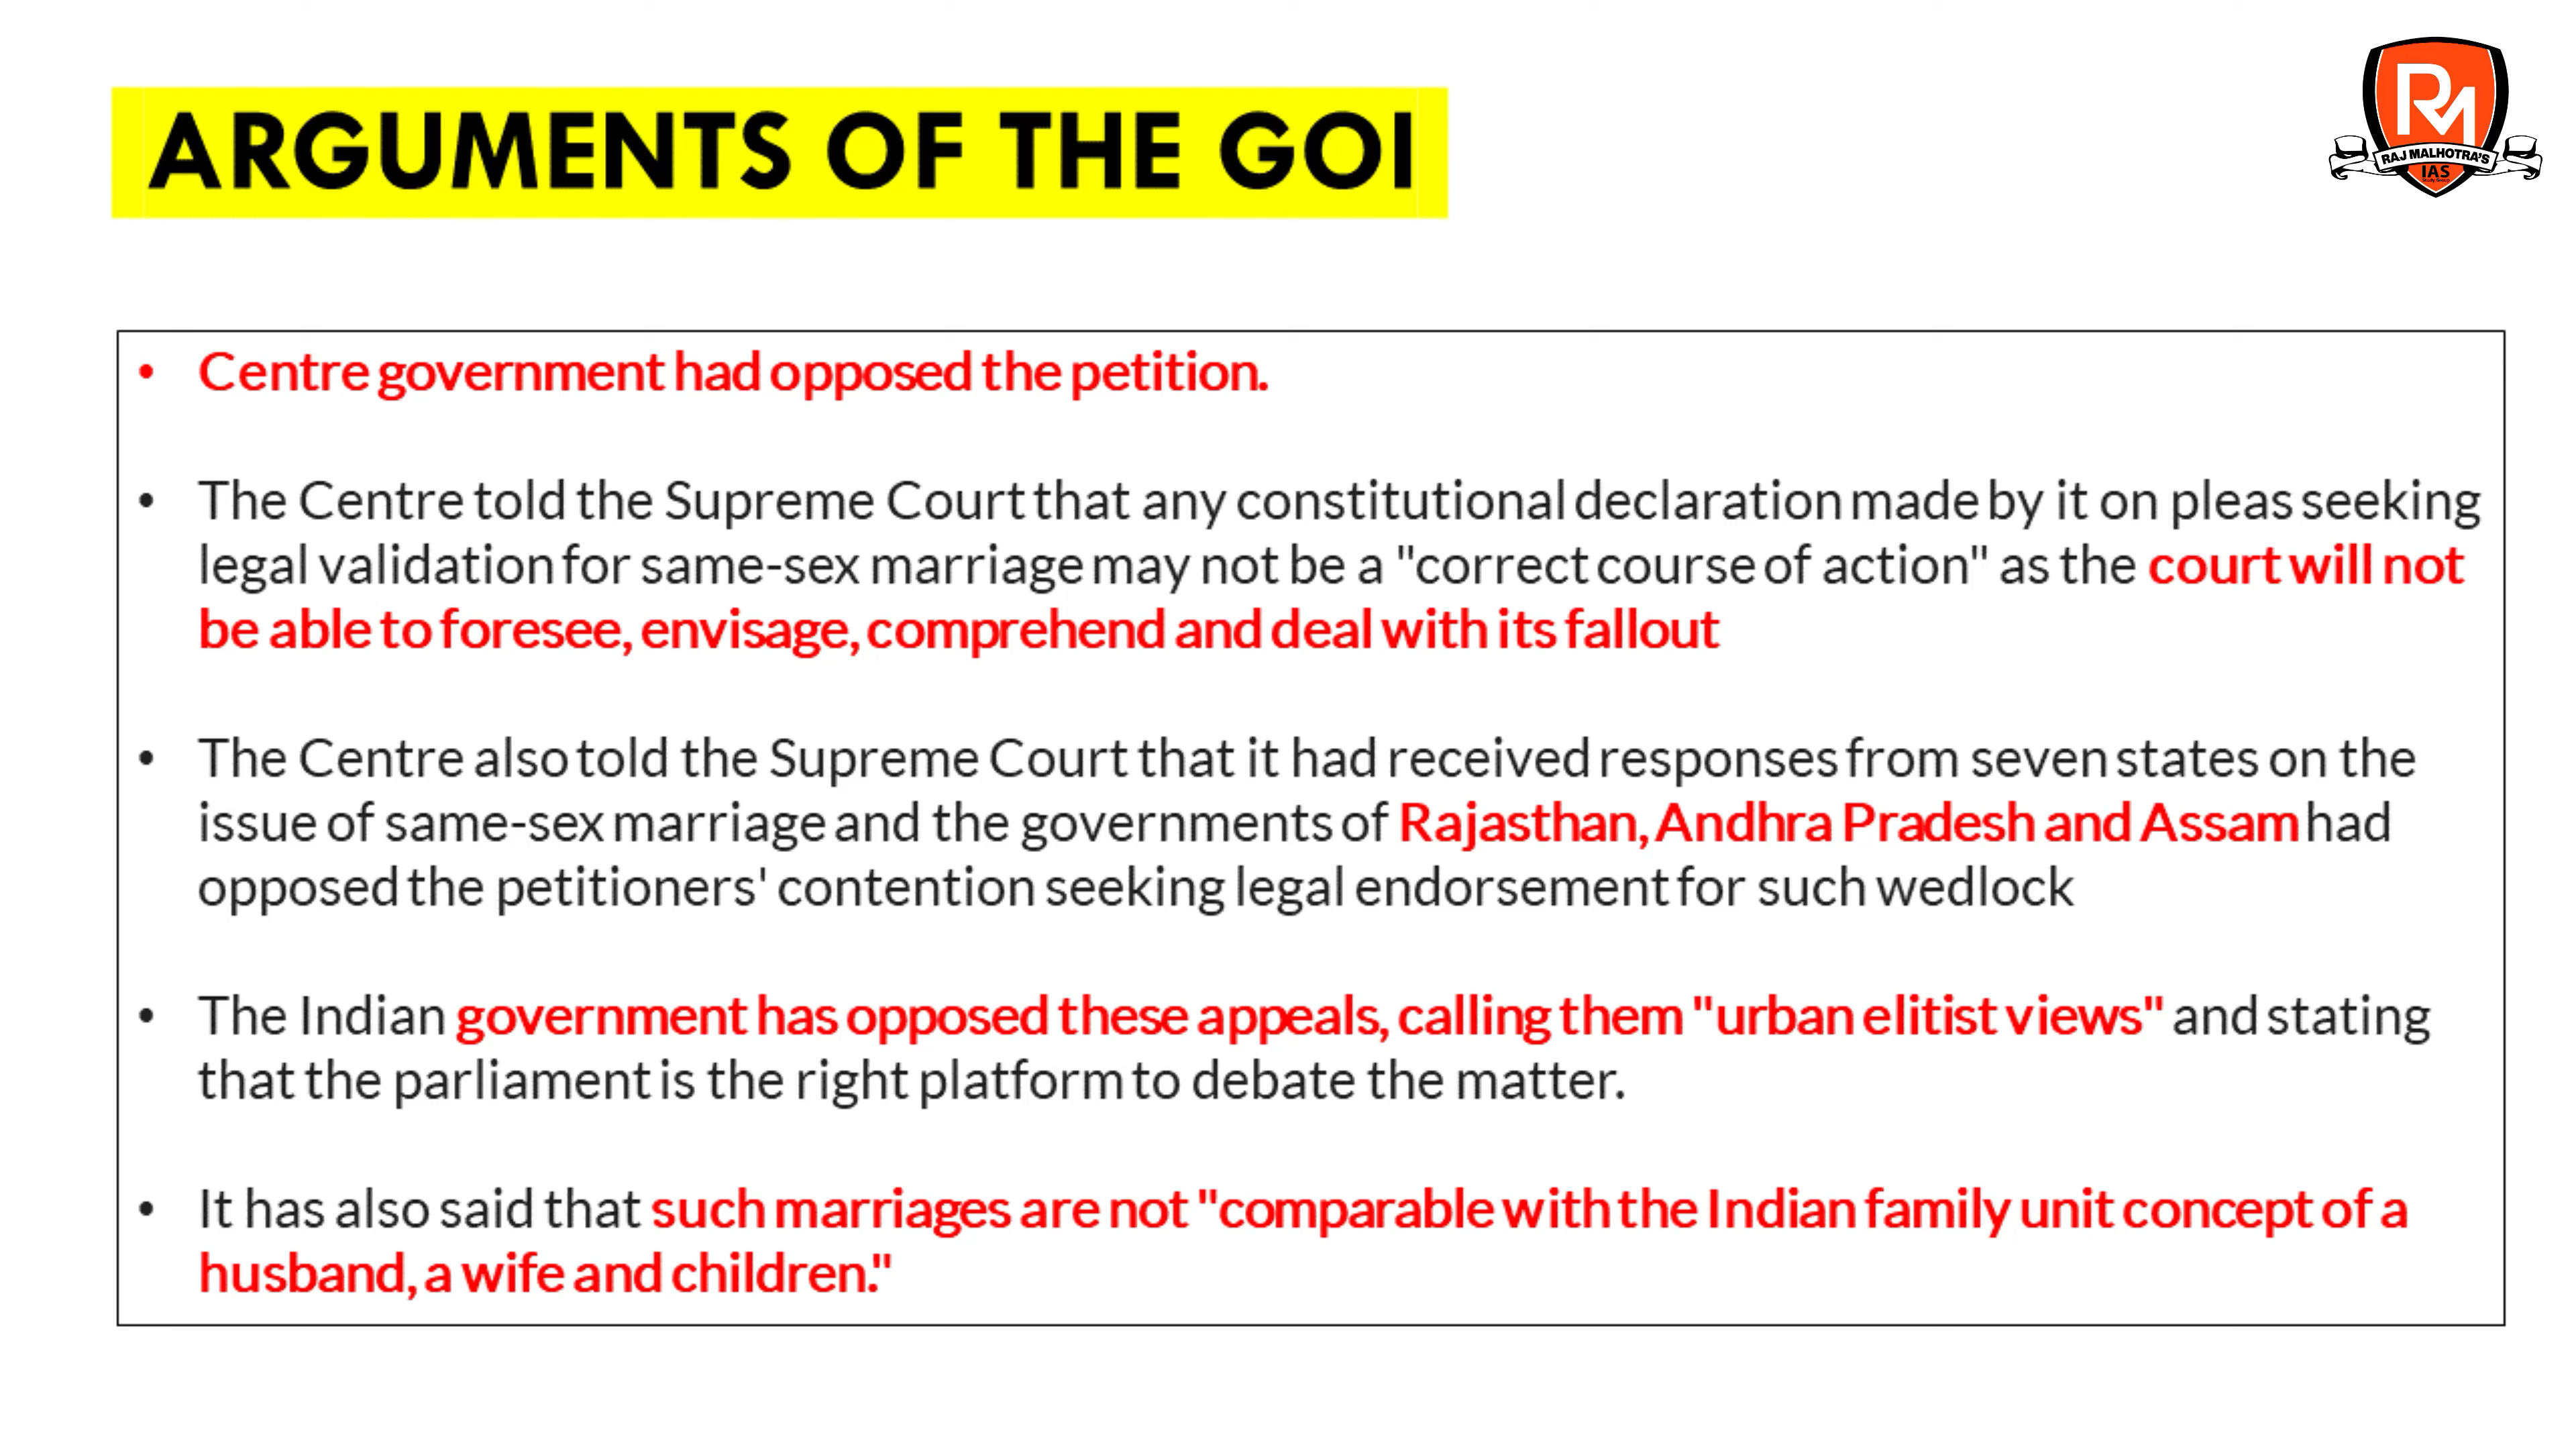 ARGUMENTS OF THE GOI
RM
RAJ MALHOTRA'S
IAS
Study Group
• Centre government had opposed the petition.
• The Centre told the Supreme Court that any constitutional declaration made by it on pleas seeking
legal validation for same-sex marriage may not be a "correct course of action" as the court will not
be able to foresee, envisage, comprehend and deal with its fallout
• The Centre also told the Supreme Court that it had received responses from seven states on the
issue of same-sex marriage and the governments of Rajasthan, Andhra Pradesh and Assam had
opposed the petitioners' contention seeking legal endorsement for such wedlock
• The Indian government has opposed these appeals, calling them "urban elitist views" and stating
that the parliament is the right platform to debate the matter.
• It has also said that such marriages are not "comparable with the Indian family unit concept of a
husband, a wife and children."